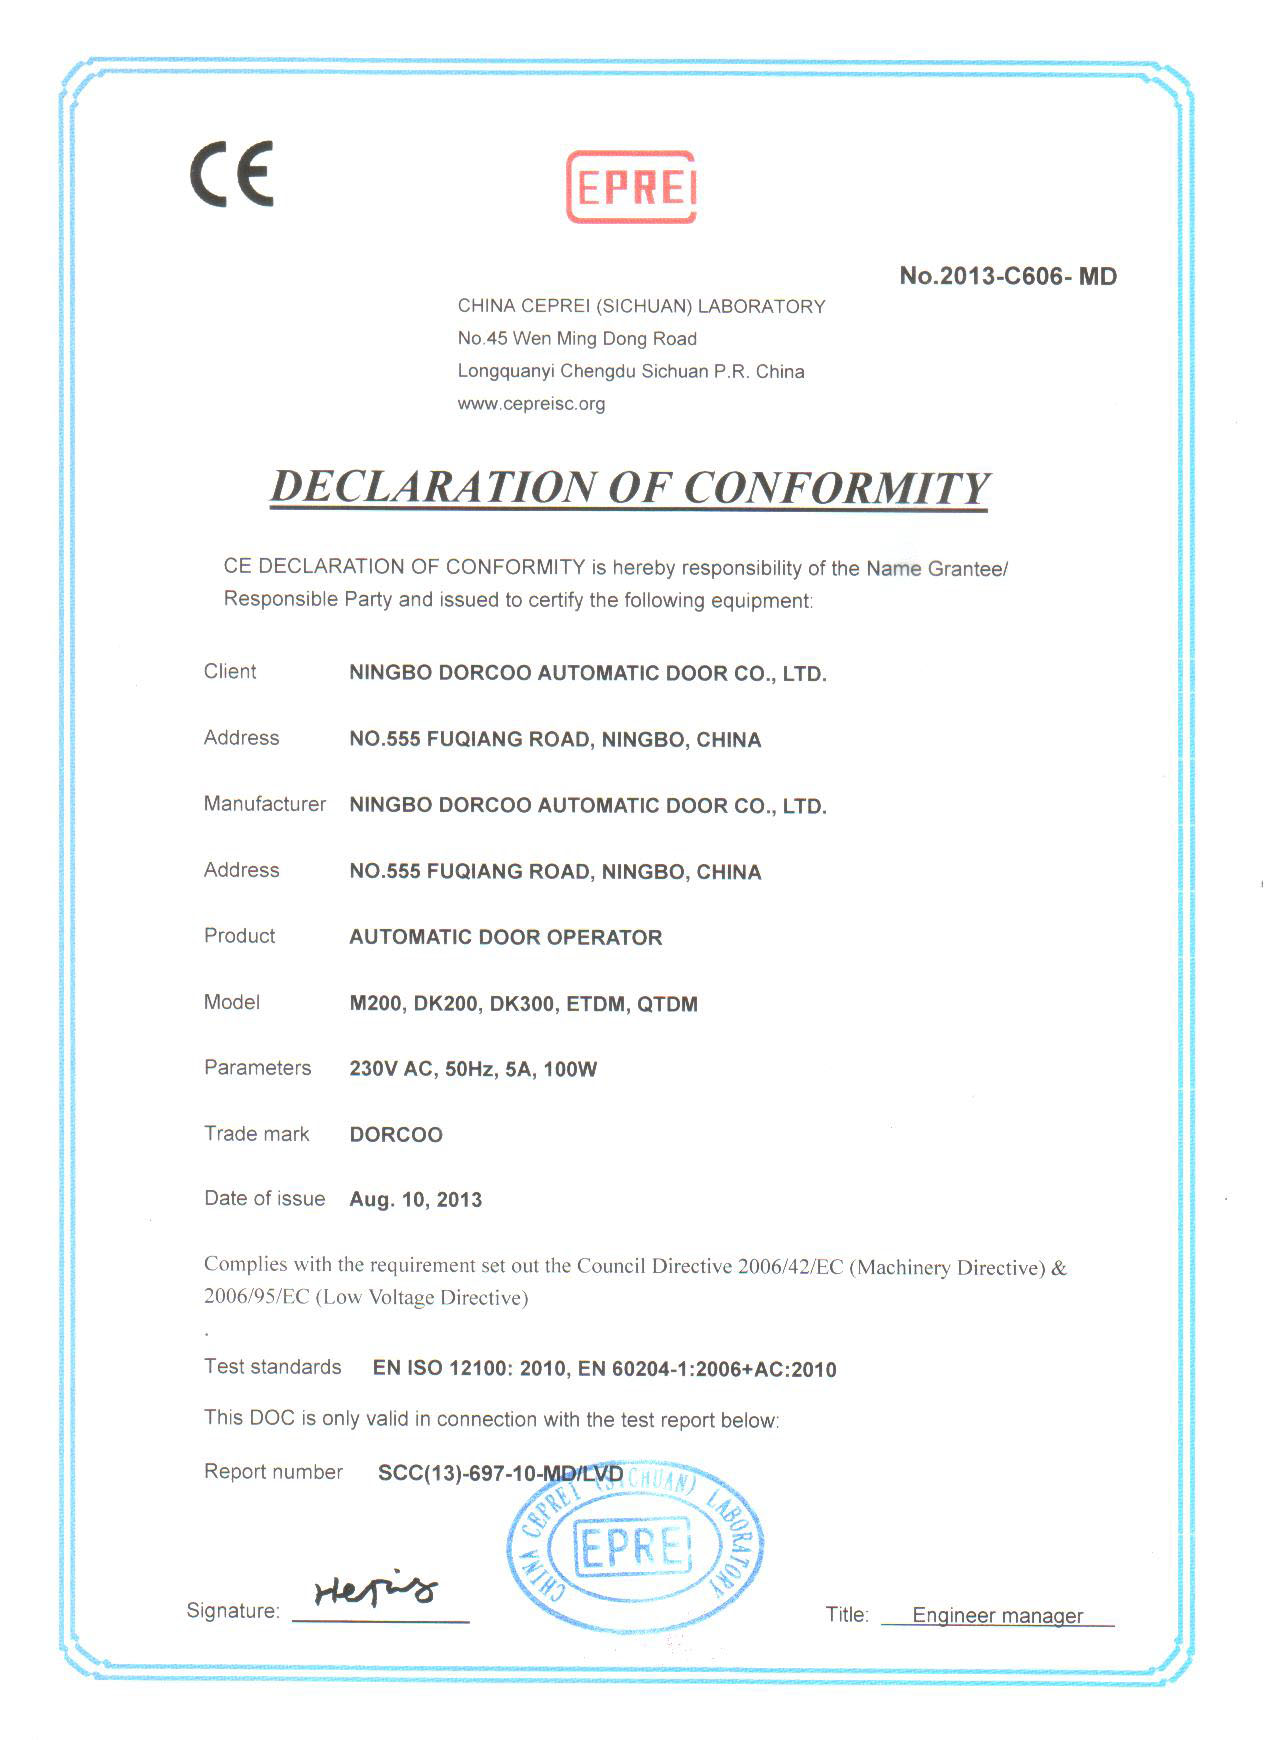 CE
EPREI
No.2013-C606- MD
CHINA CEPREI (SICHUAN) LABORATORY
No.45 Wen Ming Dong Road
Longquanyi Chengdu Sichuan P.R. China
www.cepreisc.org
DECLARATION OF CONFORMITY
CE DECLARATION OF CONFORMITY is hereby responsibility of the Name Grantee/
Responsible Party and issued to certify the following equipment:
Client NINGBO DORCOO AUTOMATIC DOOR CO., LTD.
Address NO.555 FUQIANG ROAD, NINGBO, CHINA
Manufacturer NINGBO DORCOO AUTOMATIC DOOR CO., LTD.
Address NO.555 FUQIANG ROAD, NINGBO, CHINA
Product AUTOMATIC DOOR OPERATOR
Model M200, DK200, DK300, ETDM, QTDM
Parameters 230V AC, 50Hz, 5A, 100W
Trade mark DORCOO
Date of issue Aug. 10, 2013
Complies with the requirement set out the Council Directive 2006/42/EC (Machinery Directive) &
2006/95/EC (Low Voltage Directive)
.
Test standards EN ISO 12100: 2010, EN 60204-1:2006+AC:2010
This DOC is only valid in connection with the test report below:
Report number SCC(13)-697-10-MD/LVD
CHINA CEPREI (SICHUAN) LABORATORY
EPREI
Signature:
Title: Engineer manager